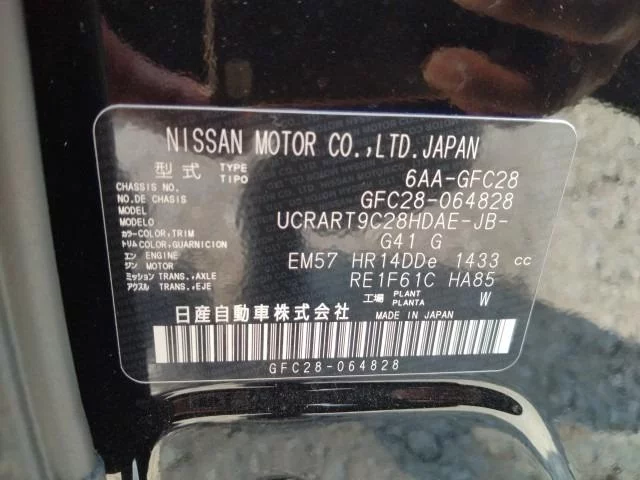 NISSAN MOTOR CO.,LTD.JAPAN
型式 TYPE TIPO 6AA-GFC28
CHASSIS NO. NO.DE CHASIS GFC28-064828
MODEL MODELO UCRART9C28HDAE-JB-
カラー COLOR,TRIM トリム COLOR,GUARNICION G41 G
エン ENGINE ジン MOTOR EM57 HR14DDe 1433 cc
ミッション TRANS.,AXLE アクスル TRANS.,EJE RE1F61C HA85
工場 PLANT PLANTA W
日産自動車株式会社 MADE IN JAPAN
GFC28-064828